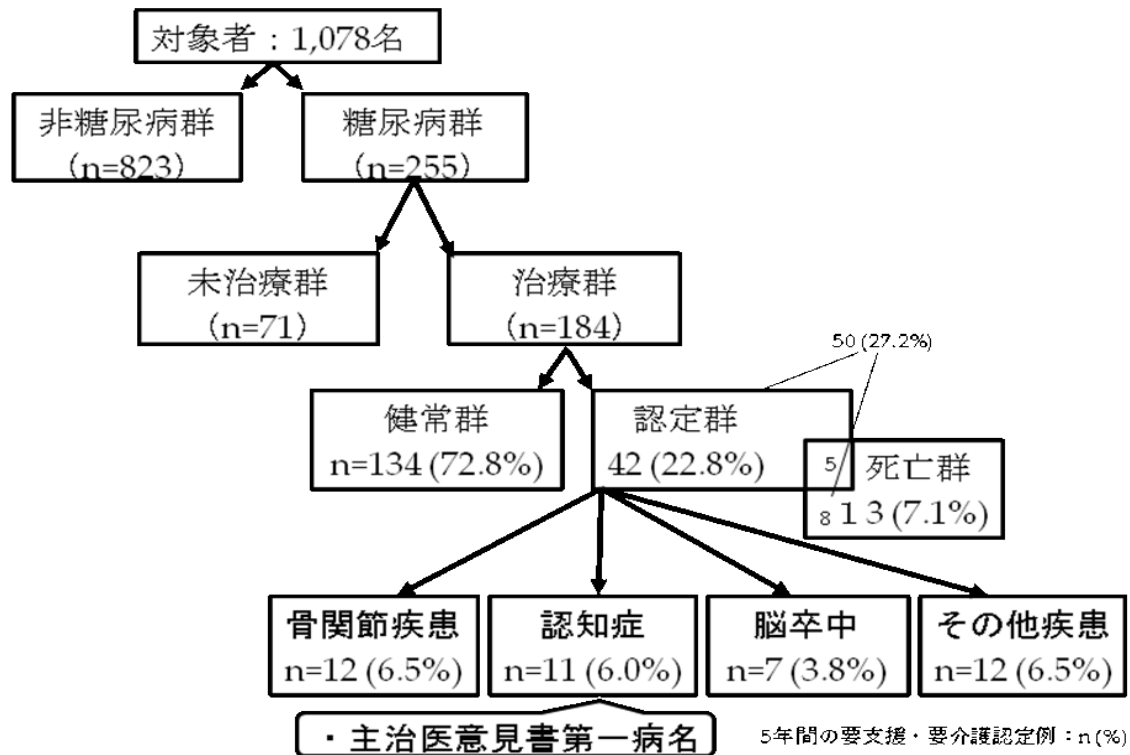 対象者：1,078名
非糖尿病群
(n=823)
糖尿病群
(n=255)
未治療群
(n=71)
治療群
(n=184)
50 (27.2%)
健常群
n=134 (72.8%)
認定群
42 (22.8%)
5
死亡群
8
1 3 (7.1%)
骨関節疾患
n=12 (6.5%)
認知症
n=11 (6.0%)
脳卒中
n=7 (3.8%)
その他疾患
n=12 (6.5%)
・主治医意見書第一病名
5年間の要支援・要介護認定例：n (%)